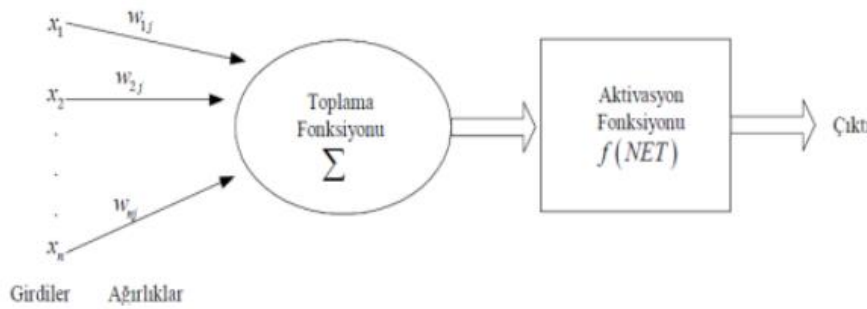 x₁
w₁ⱼ
x₂
w₂ⱼ
.
.
.
wₙⱼ
xₙ
Toplama
Fonksiyonu
∑
Aktivasyon
Fonksiyonu
f(NET)
Çıktı
Girdiler Ağırlıklar